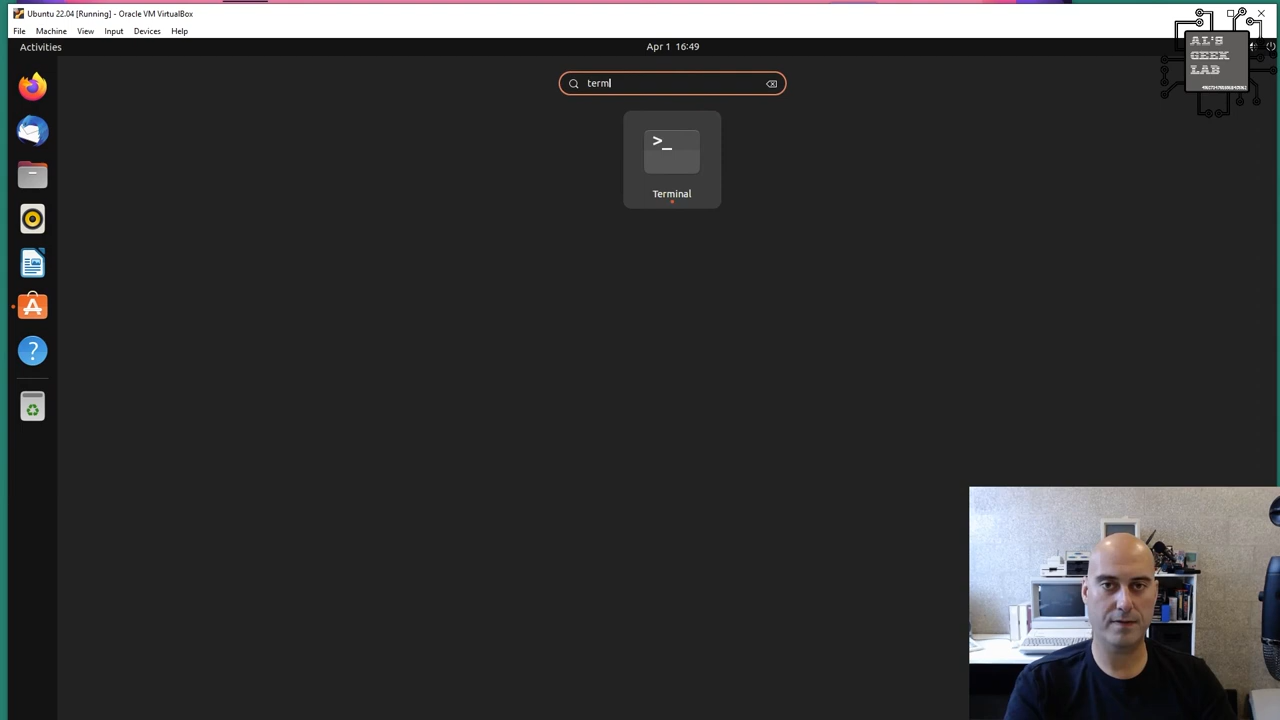 Ubuntu 22.04 [Running] - Oracle VM VirtualBox
File Machine View Input Devices Help
Activities
Apr 1 16:49
AL'S
GEEK
LAB
term
>_
Terminal